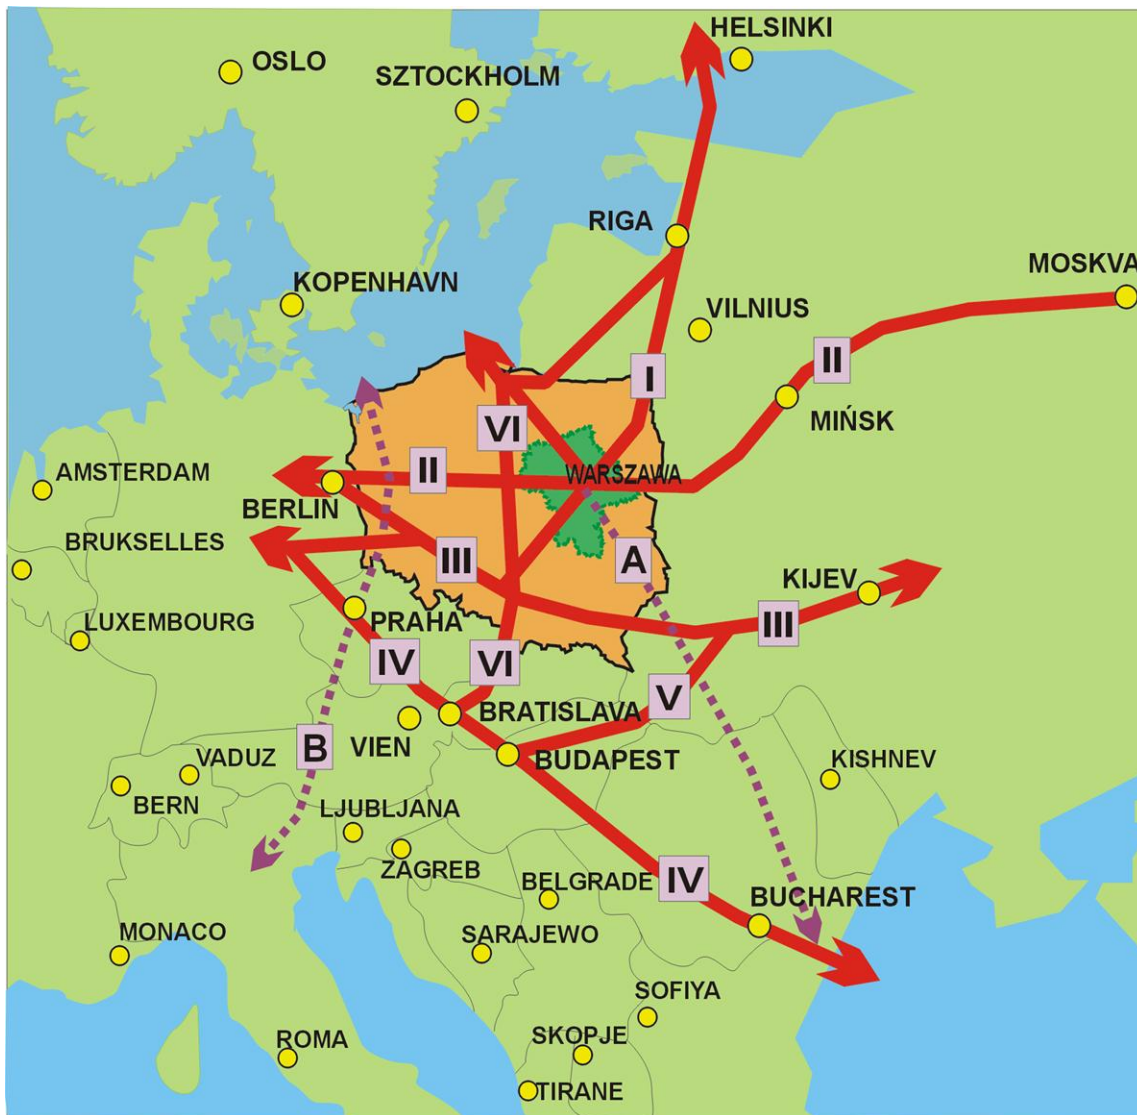 HELSINKI
OSLO
SZTOCKHOLM
RIGA
MOSKVA
KOPENHAVN
VILNIUS
II
I
MIŃSK
VI
AMSTERDAM
II
WARSZAWA
BERLIN
BRUKSELLES
III
A
KIJEV
LUXEMBOURG
PRAHA
III
IV
VI
V
BRATISLAVA
VIEN
B
VADUZ
BUDAPEST
KISHNEV
BERN
LJUBLJANA
ZAGREB
BELGRADE
IV
BUCHAREST
MONACO
SARAJEWO
SOFIYA
SKOPJE
ROMA
TIRANE